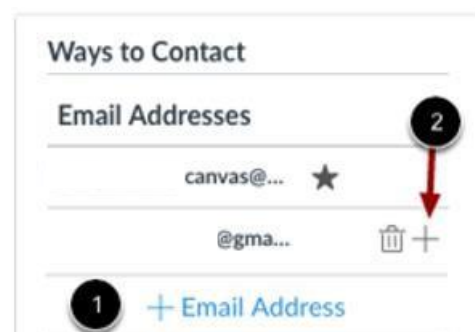 Ways to Contact
Email Addresses
2
canvas@...
@gma...
1 + Email Address